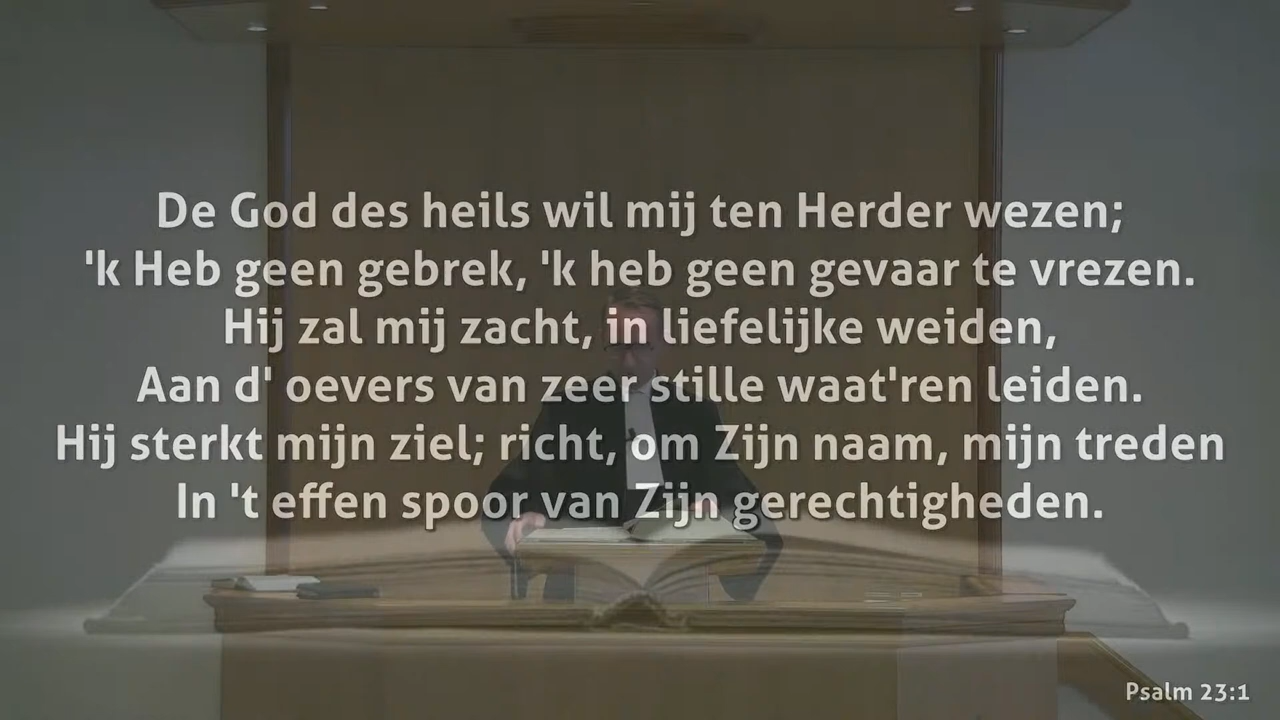 De God des heils wil mij ten Herder wezen;
'k Heb geen gebrek, 'k heb geen gevaar te vrezen.
Hij zal mij zacht, in liefelijke weiden,
Aan d' oevers van zeer stille waat'ren leiden.
Hij sterkt mijn ziel; richt, om Zijn naam, mijn treden
In 't effen spoor van Zijn gerechtigheden.
Psalm 23:1